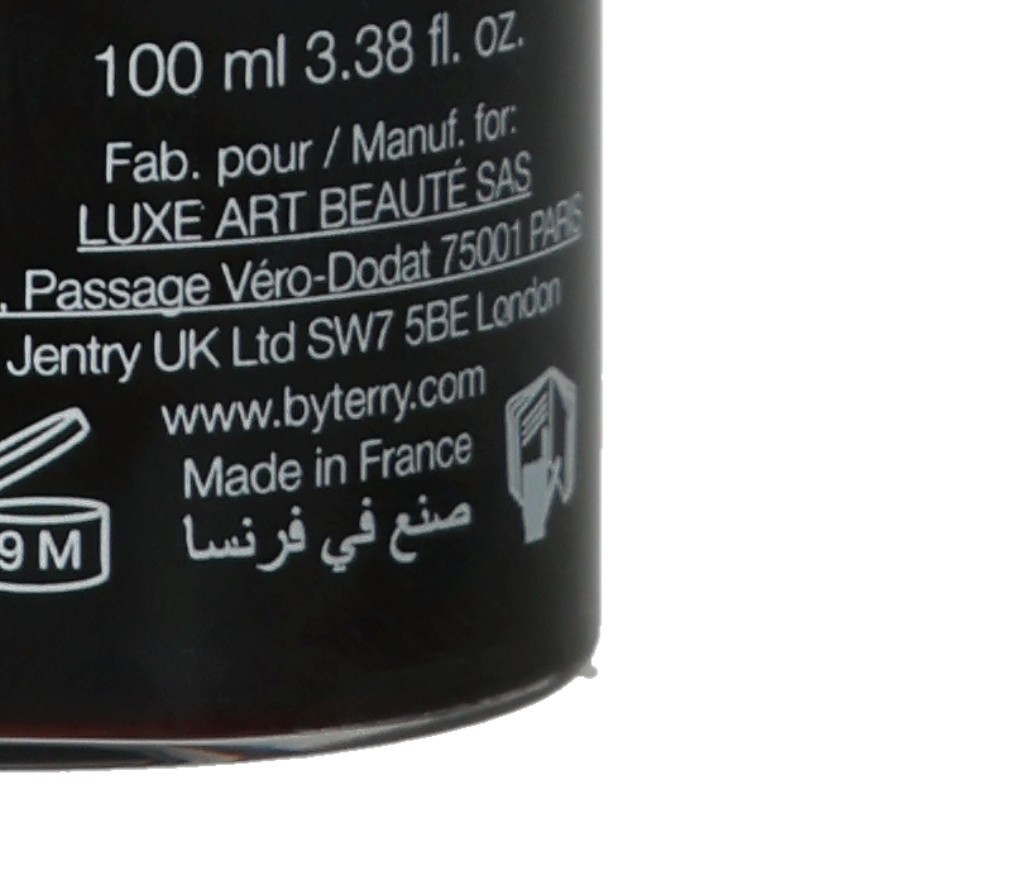 100 ml 3.38 fl. oz.
Fab. pour / Manuf. for:
LUXE ART BEAUTÉ SAS
, Passage Véro-Dodat 75001 PARIS
Jentry UK Ltd SW7 5BE London
www.byterry.com
Made in France
صنع في فرنسا
9 M